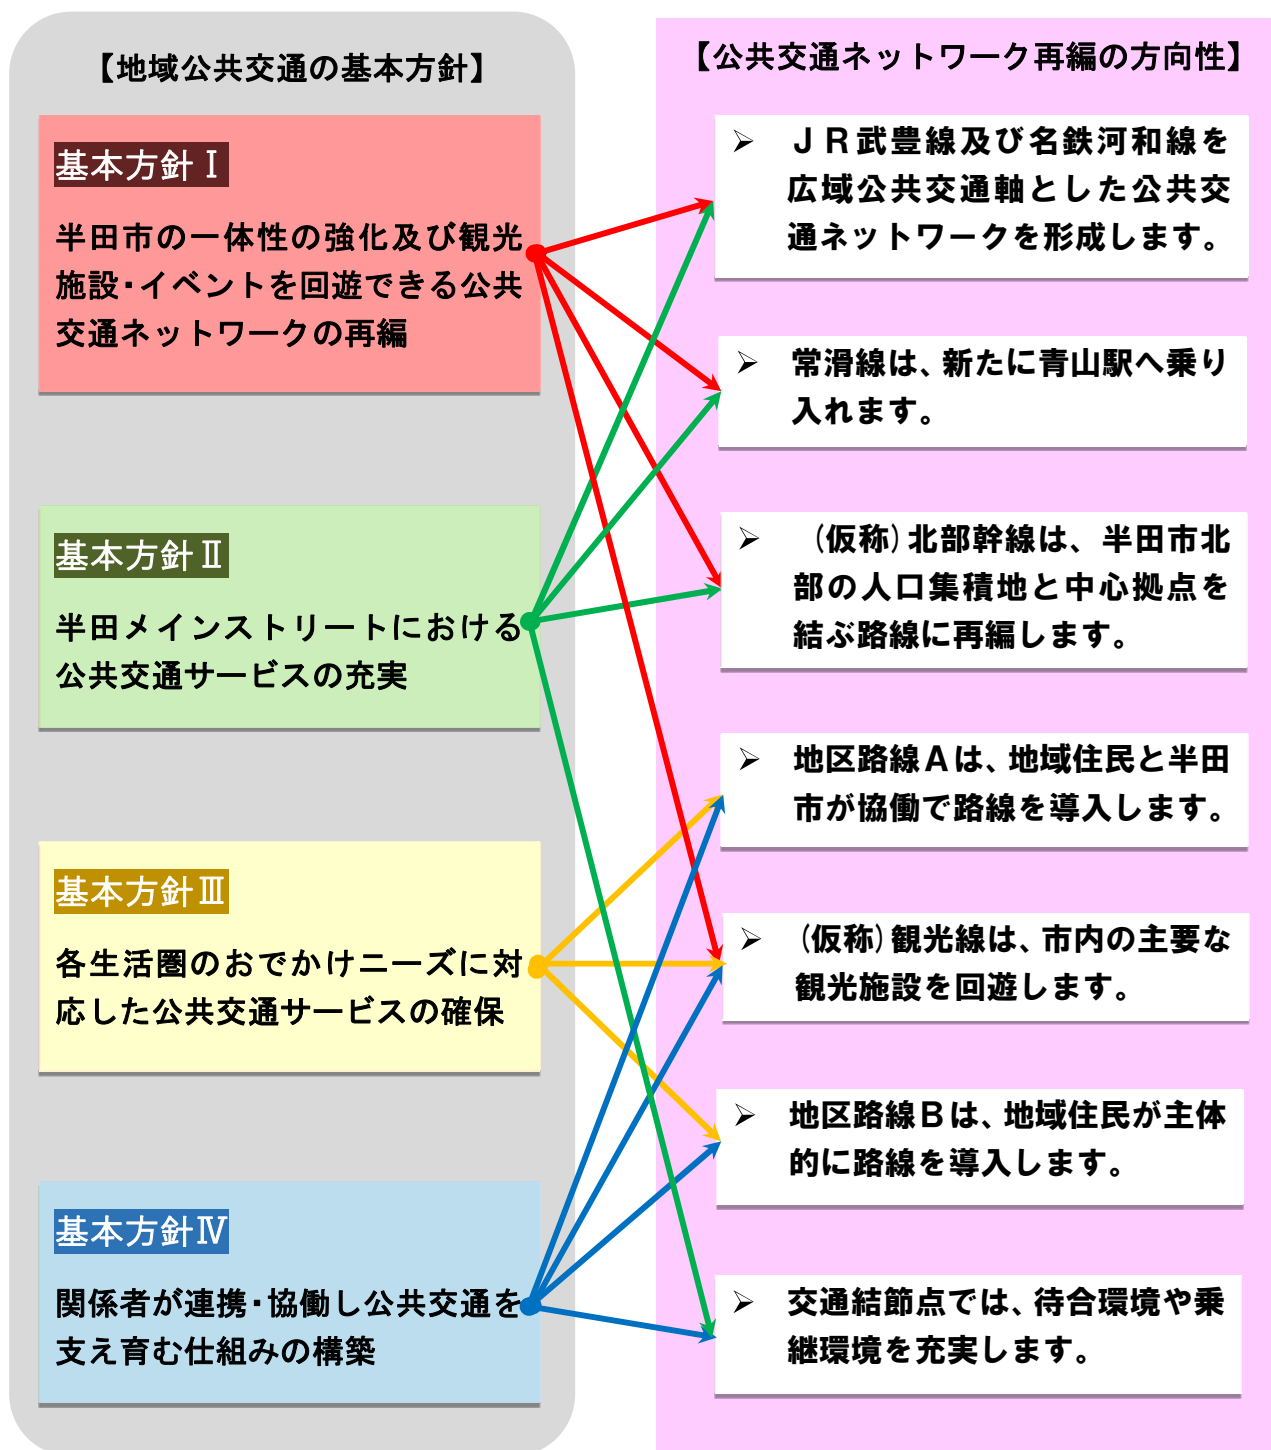 【地域公共交通の基本方針】
基本方針Ⅰ
半田市の一体性の強化及び観光
施設・イベントを回遊できる公共
交通ネットワークの再編
基本方針Ⅱ
半田メインストリートにおける
公共交通サービスの充実
基本方針Ⅲ
各生活圏のおでかけニーズに対
応した公共交通サービスの確保
基本方針Ⅳ
関係者が連携・協働し公共交通を
支え育む仕組みの構築
【公共交通ネットワーク再編の方向性】
➢ ＪＲ武豊線及び名鉄河和線を
広域公共交通軸とした公共交
通ネットワークを形成します。
➢ 常滑線は、新たに青山駅へ乗り
入れます。
➢ (仮称)北部幹線は、半田市北
部の人口集積地と中心拠点を
結ぶ路線に再編します。
➢ 地区路線Ａは、地域住民と半田
市が協働で路線を導入します。
➢ (仮称)観光線は、市内の主要な
観光施設を回遊します。
➢ 地区路線Ｂは、地域住民が主体
的に路線を導入します。
➢ 交通結節点では、待合環境や乗
継環境を充実します。